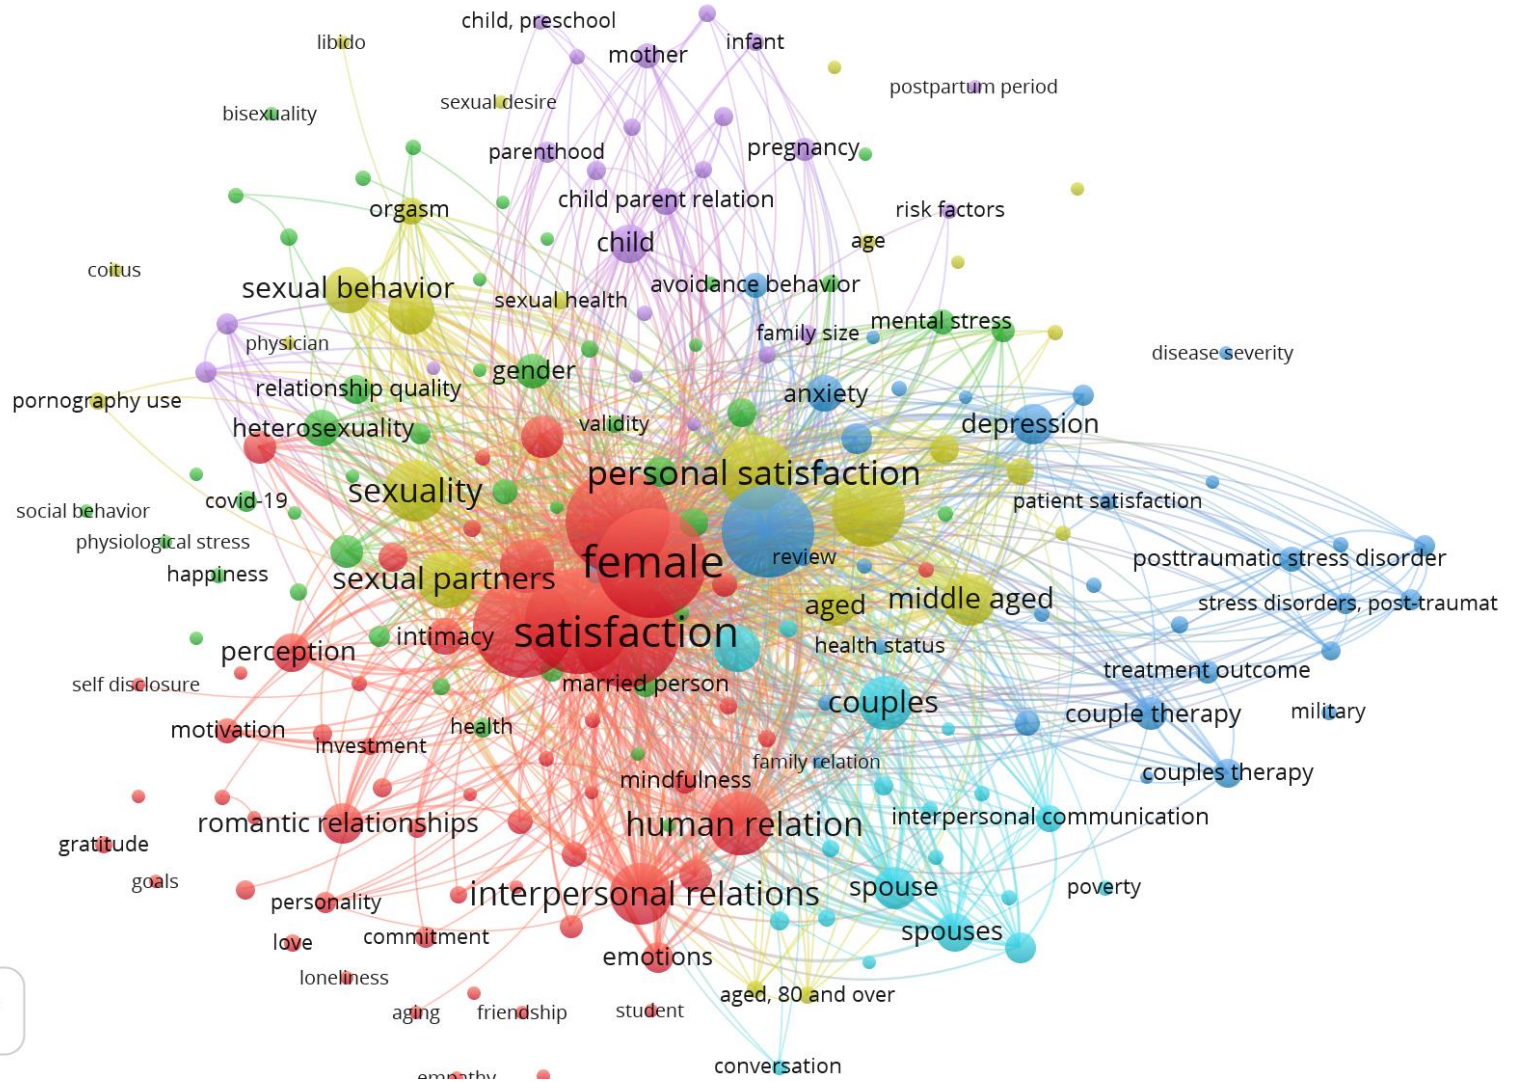 child, preschool
libido
mother
infant
postpartum period
sexual desire
bisexuality
parenthood
pregnancy
child parent relation
orgasm
risk factors
child
age
coitus
sexual behavior
avoidance behavior
sexual health
mental stress
family size
physician
disease severity
gender
relationship quality
anxiety
pornography use
heterosexuality
validity
depression
personal satisfaction
sexuality
covid-19
patient satisfaction
social behavior
physiological stress
female
review
posttraumatic stress disorder
happiness
sexual partners
middle aged
aged
stress disorders, post-traumat
intimacy
satisfaction
health status
perception
treatment outcome
self disclosure
married person
couples
military
couple therapy
motivation
health
investment
family relation
couples therapy
mindfulness
interpersonal communication
romantic relationships
human relation
gratitude
goals
spouse
poverty
interpersonal relations
personality
spouses
commitment
love
emotions
loneliness
aged, 80 and over
aging
friendship
student
conversation
empathy